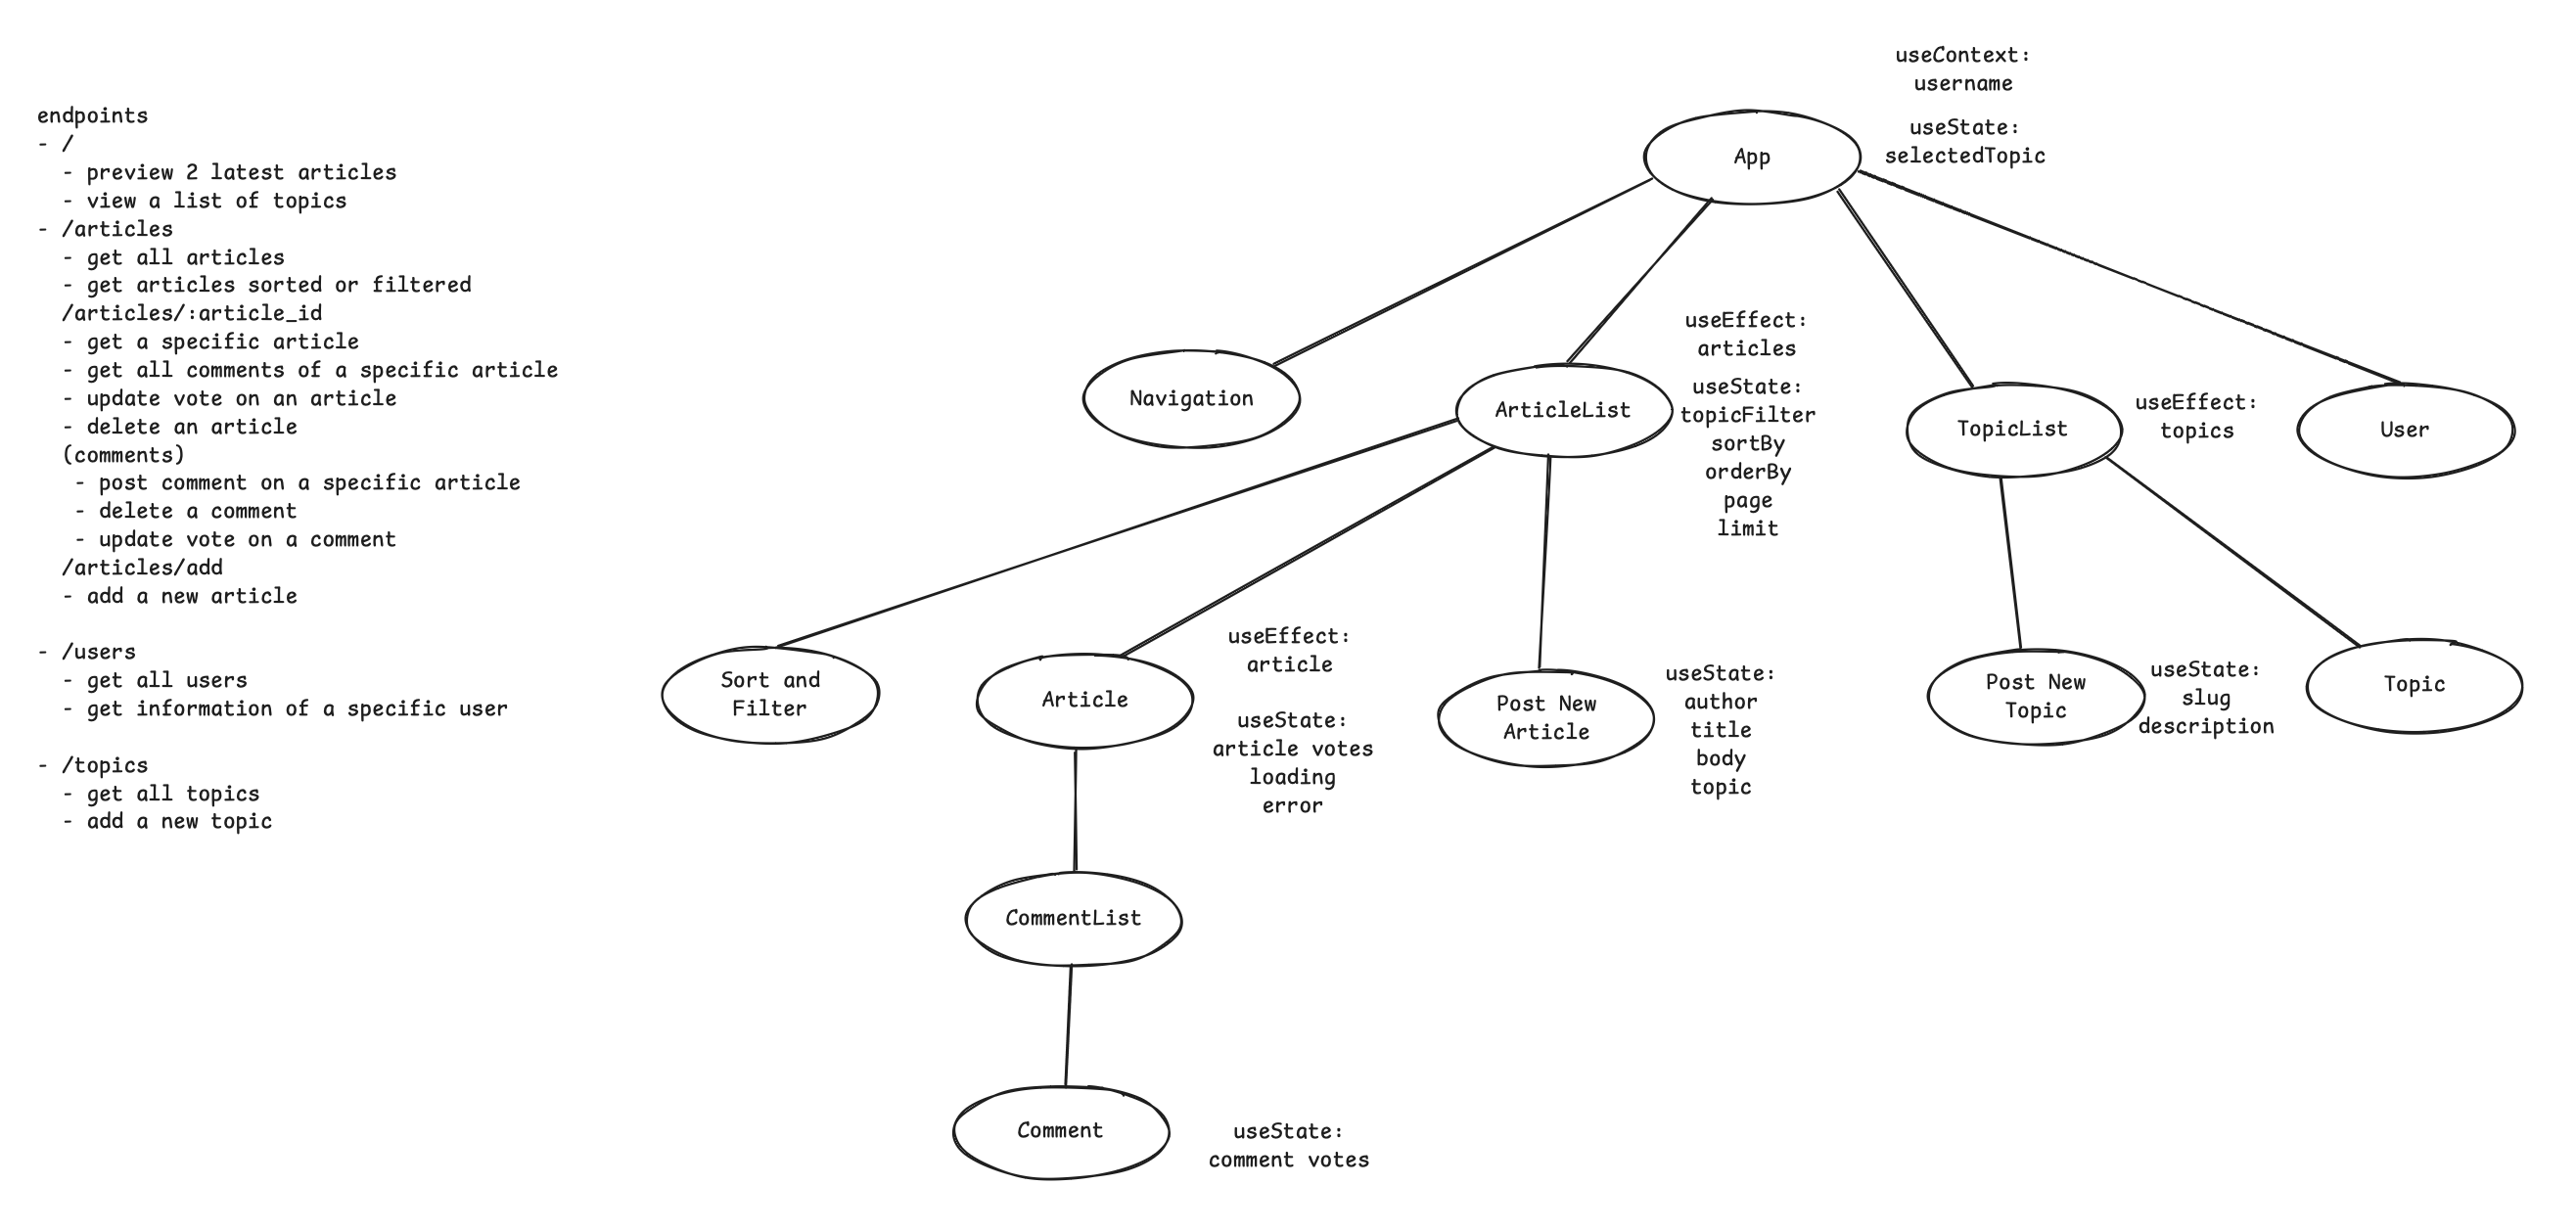 endpoints
- /
- preview 2 latest articles
- view a list of topics
- /articles
- get all articles
- get articles sorted or filtered
/articles/:article_id
- get a specific article
- get all comments of a specific article
- update vote on an article
- delete an article
(comments)
- post comment on a specific article
- delete a comment
- update vote on a comment
/articles/add
- add a new article
- /users
- get all users
- get information of a specific user
- /topics
- get all topics
- add a new topic
useContext:
username
useState:
selectedTopic
App
Navigation
ArticleList
useEffect:
articles
useState:
topicFilter
sortBy
orderBy
page
limit
TopicList
useEffect:
topics
User
Sort and
Filter
Article
useEffect:
article
useState:
article votes
loading
error
Post New
Article
useState:
author
title
body
topic
Post New
Topic
useState:
slug
description
Topic
CommentList
Comment
useState:
comment votes